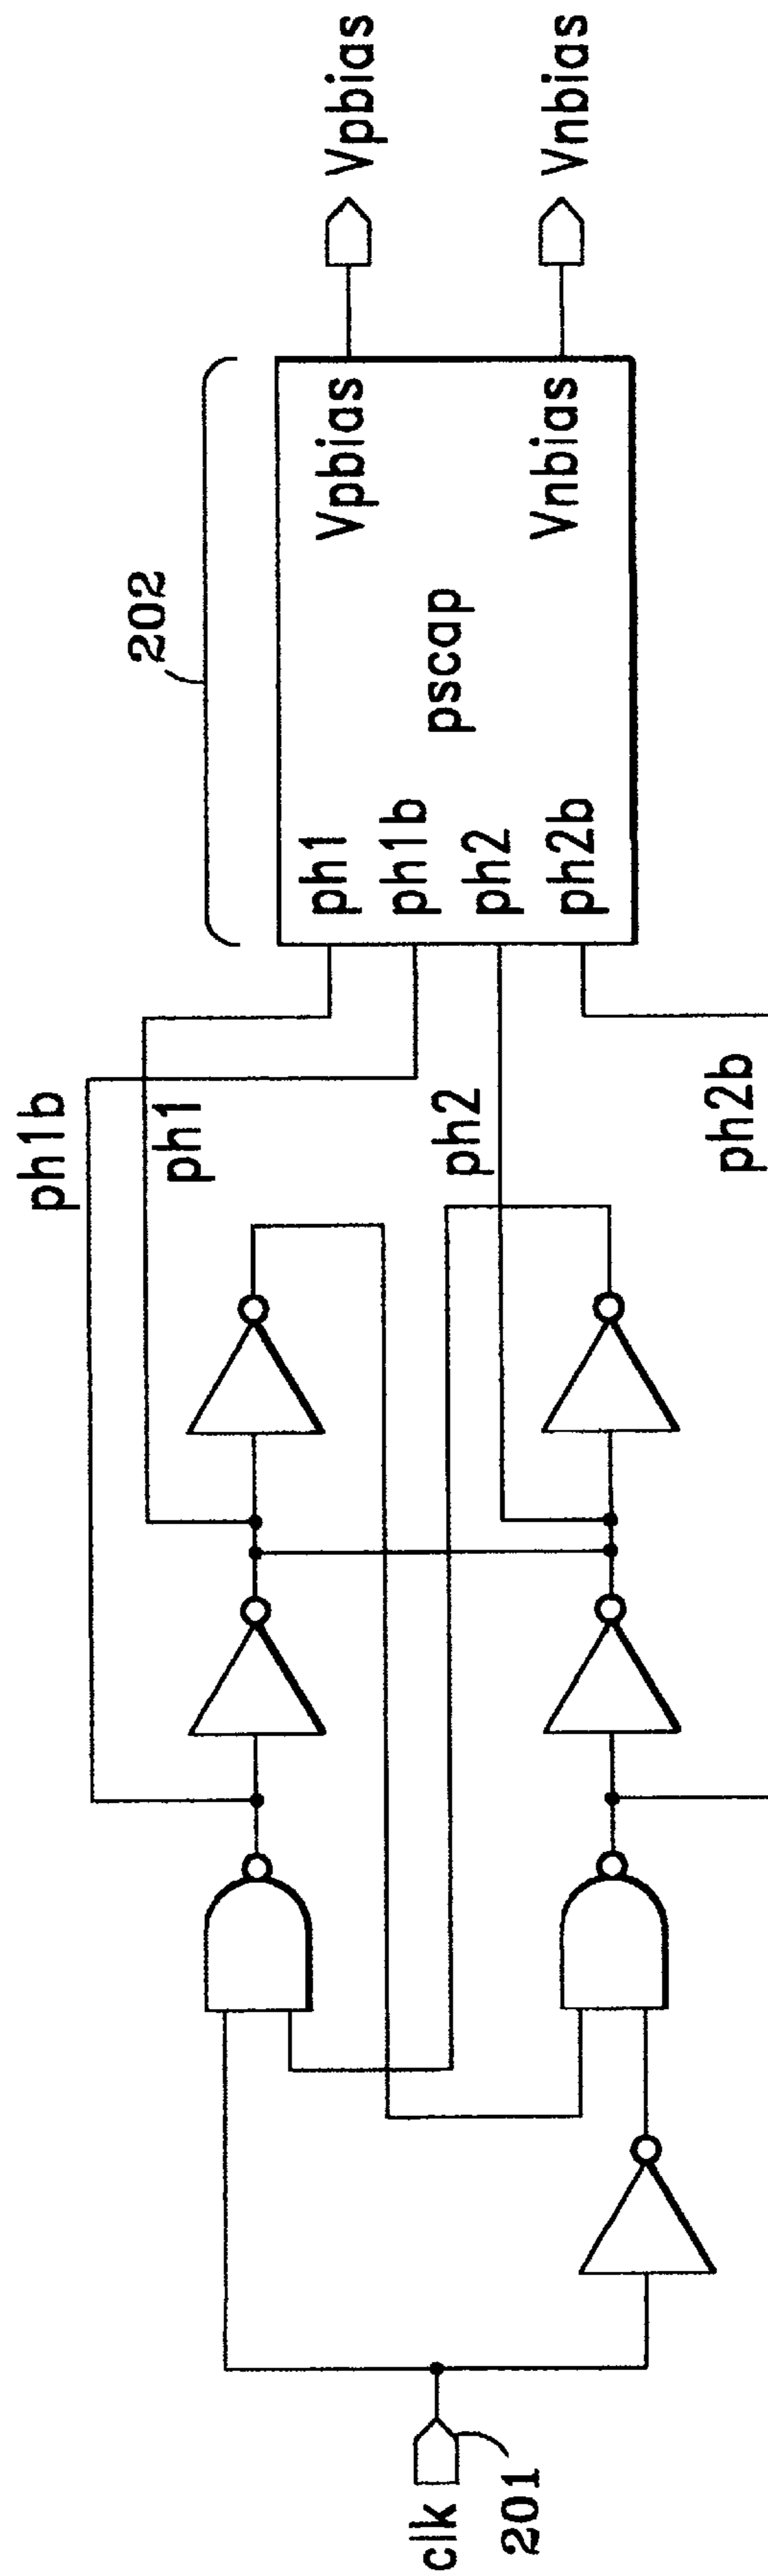 clk
201
ph1b
ph1
ph2
ph2b
202
ph1
ph1b
ph2
ph2b
pscap
Vpbias
Vnbias
Vpbias
Vnbias